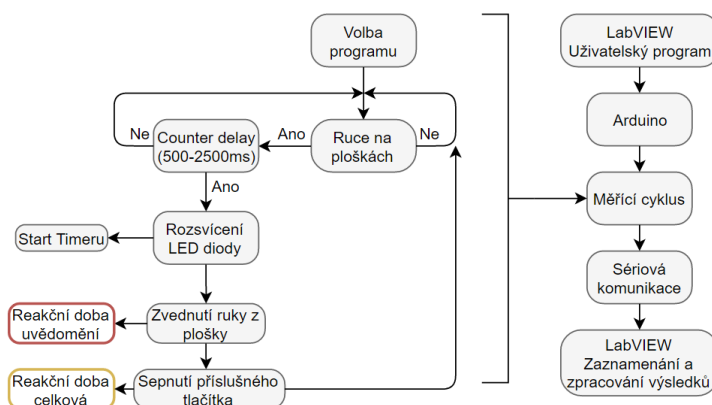 Volba
programu
Ne
Counter delay
(500-2500ms)
Ano
Ruce na
ploškách
Ne
Ano
Start Timeru
Rozsvícení
LED diody
Reakční doba
uvědomění
Zvednutí ruky z
plošky
Reakční doba
celková
Sepnutí příslušného
tlačítka
LabVIEW
Uživatelský program
Arduino
Měřící cyklus
Sériová
komunikace
LabVIEW
Zaznamenání a
zpracování výsledků